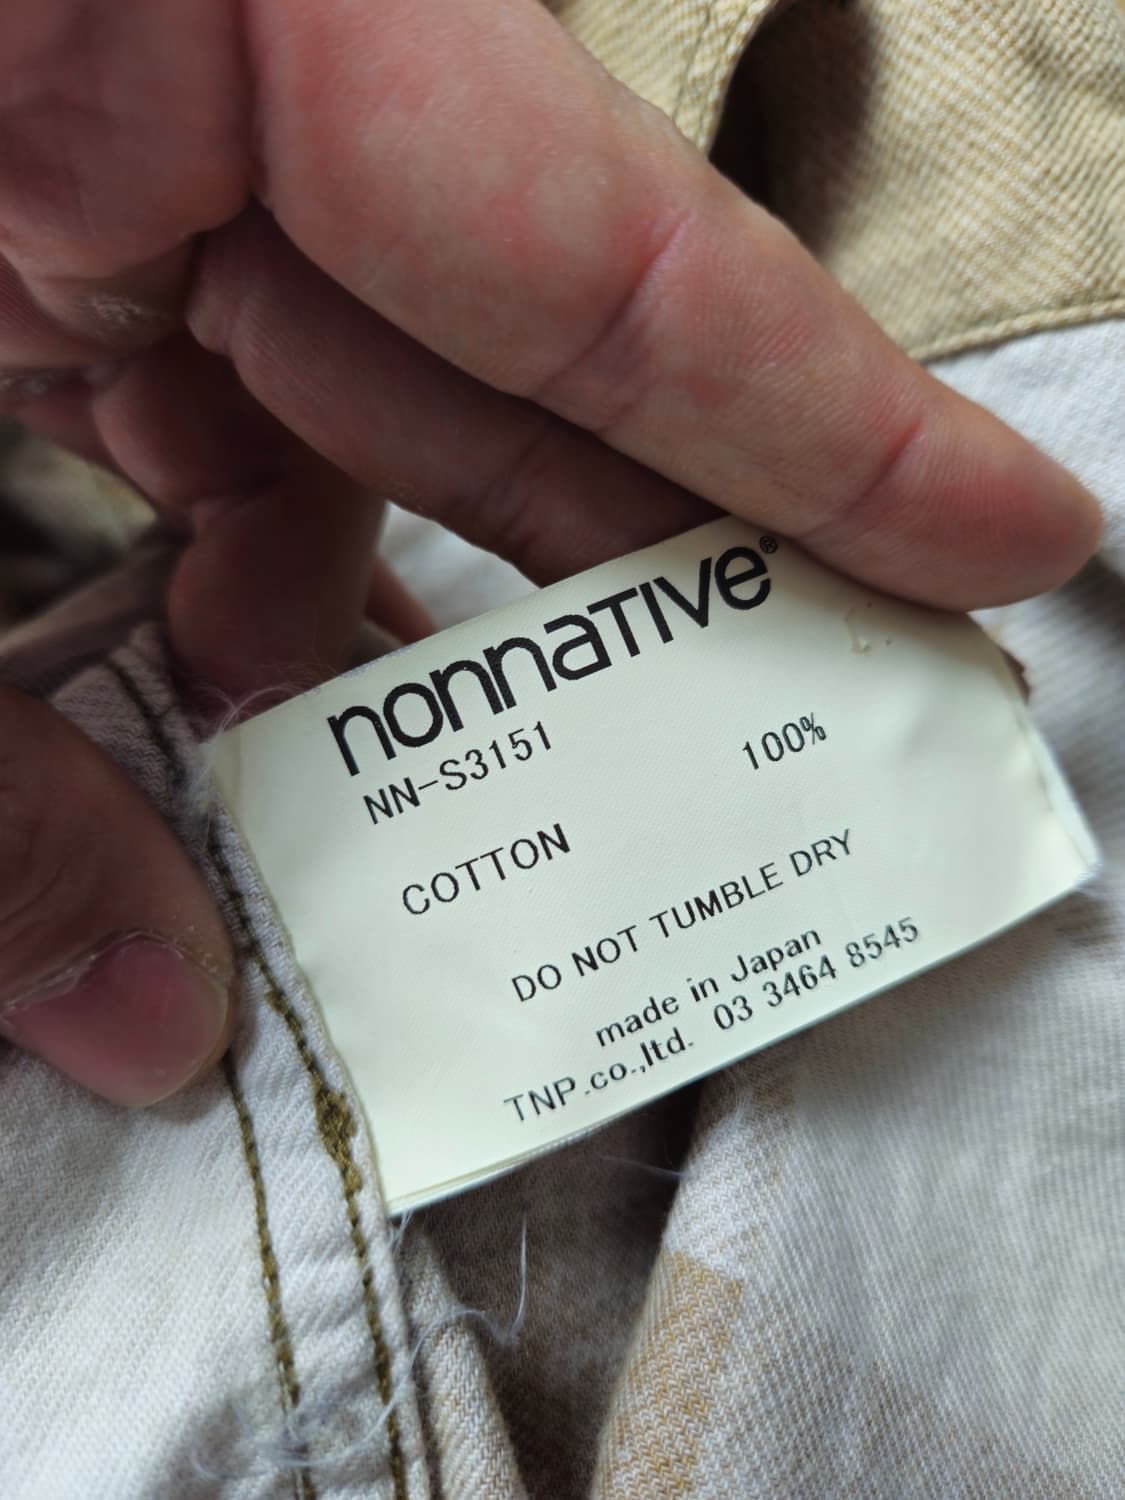 nonnaTIVe®
NN-S3151
100%
COTTON
DO NOT TUMBLE DRY
made in Japan
TNP.co.,ltd. 03 3464 8545